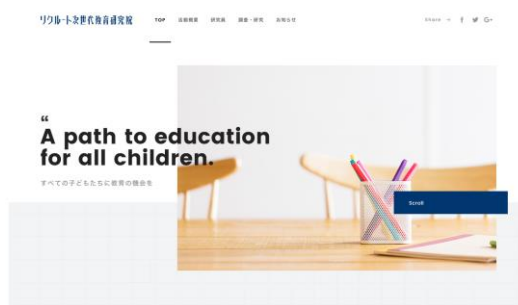 リクルート次世代教育研究院
TOP 活動概要 研究員 調査・研究 お知らせ
Share f G+
“
A path to education
for all children.
すべての子どもたちに教育の機会を
Scroll